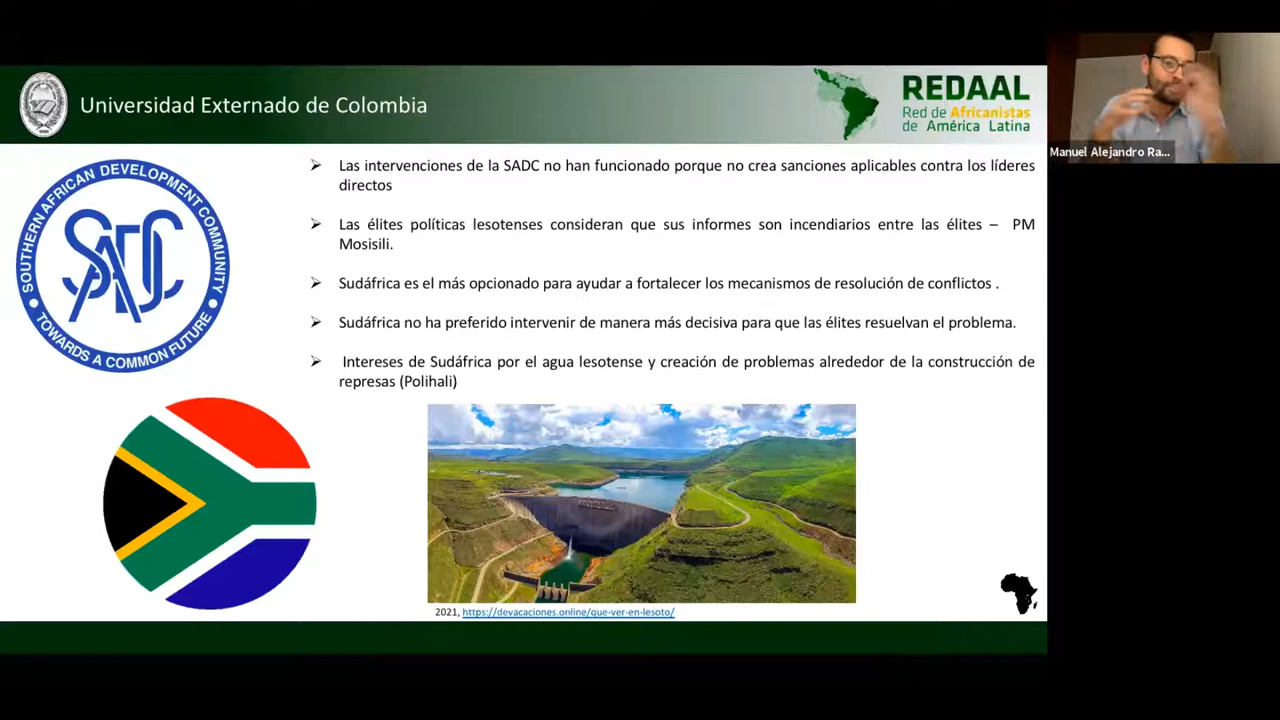 Universidad Externado de Colombia
REDAAL
Red de Africanistas
de América Latina
Manuel Alejandro Ra...
SOUTHERN AFRICAN DEVELOPMENT COMMUNITY
SADC
TOWARDS A COMMON FUTURE
➢ Las intervenciones de la SADC no han funcionado porque no crea sanciones aplicables contra los líderes
directos
➢ Las élites políticas lesotenses consideran que sus informes son incendiarios entre las élites – PM
Mosisili.
➢ Sudáfrica es el más opcionado para ayudar a fortalecer los mecanismos de resolución de conflictos .
➢ Sudáfrica no ha preferido intervenir de manera más decisiva para que las élites resuelvan el problema.
➢ Intereses de Sudáfrica por el agua lesotense y creación de problemas alrededor de la construcción de
represas (Polihali)
2021, https://devacaciones.online/que-ver-en-lesoto/